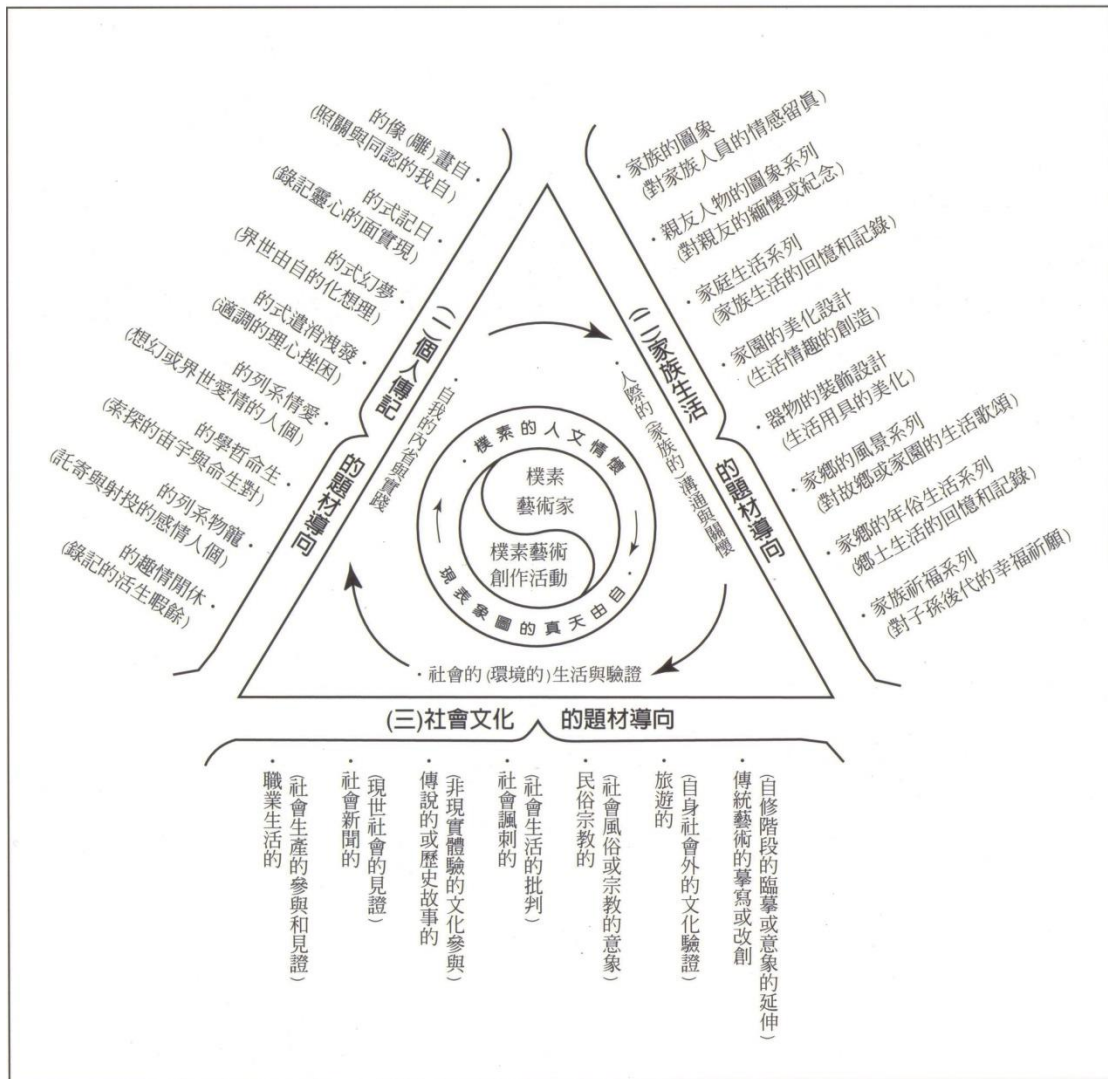 (一)個人傳記 的題材導向
·自畫(雕)像的
(自我的認同與關照)
·日記式的
(現實面的心靈記錄)
·夢幻式的
(理想化的自由世界)
·發洩消遣式的
(因挫心理的調適)
·愛情系列的
(個人的情愛世界或幻想)
·生命哲學的
(對生命與宇宙的探索)
·寵物系列的
(個人情感的投射與寄託)
·休閒情趣的
(餘暇生活的記錄)
(二)家族生活 的題材導向
·家族的圖象
(對家族人員的情感留眞)
·親友人物的圖象系列
(對親友的緬懷或紀念)
·家庭生活系列
(家族生活的回憶和記錄)
·家園的美化設計
(生活情趣的創造)
·器物的裝飾設計
(生活用具的美化)
·家鄉的風景系列
(對故鄉或家園的生活歌頌)
·家鄉的年俗生活系列
(鄉土生活的回憶和記錄)
·家族祈福系列
(對子孫後代的幸福祈願)
·自我的內省與實踐
·人際的(家族的)溝通與關懷
·社會的(環境的)生活與驗證
·樸素的人文情懷
·自由天真的圖象表現
樸素
藝術家
樸素藝術
創作活動
(三)社會文化 的題材導向
·職業生活的
(社會生產的參與和見證)
·社會新聞的
(現世社會的見證)
·傳說的或歷史故事的
(非現實體驗的文化參與)
·社會諷刺的
(社會生活的批判)
·民俗宗教的
(社會風俗或宗教的意象)
·旅遊的
(自身社會外的文化驗證)
·傳統藝術的摹寫或改創
(自修階段的臨摹或意象的延伸)